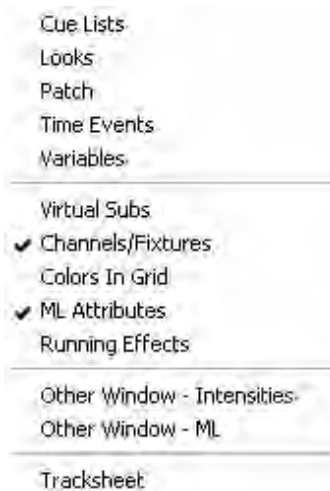 Cue Lists
Looks
Patch
Time Events
Variables
Virtual Subs
Channels/Fixtures
Colors In Grid
ML Attributes
Running Effects
Other Window - Intensities
Other Window - ML
Tracksheet